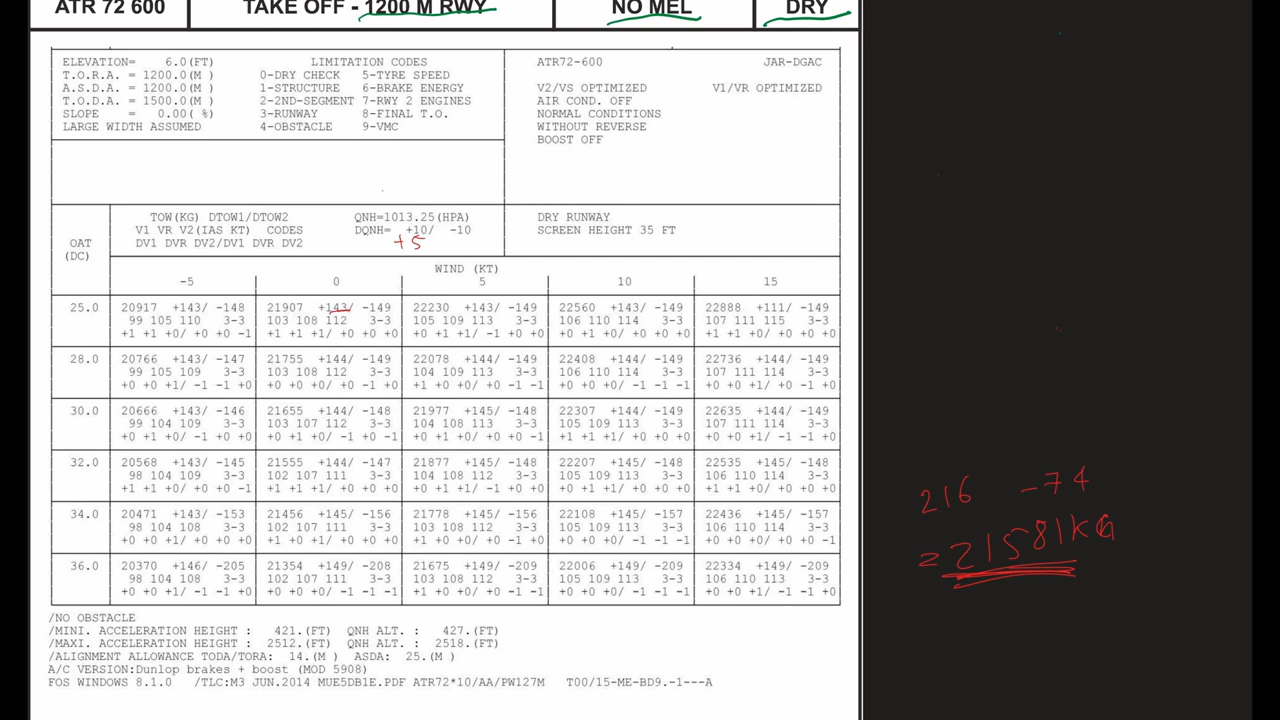 ATR 72 600 TAKE OFF - 1200 M RWY NO MEL DRY
ELEVATION= 6.0(FT) LIMITATION CODES ATR72-600 JAR-DGAC
T.O.R.A. = 1200.0(M ) 0-DRY CHECK 5-TYRE SPEED
A.S.D.A. = 1200.0(M ) 1-STRUCTURE 6-BRAKE ENERGY V2/VS OPTIMIZED V1/VR OPTIMIZED
T.O.D.A. = 1500.0(M ) 2-2ND-SEGMENT 7-RWY 2 ENGINES AIR COND. OFF
SLOPE = 0.00( %) 3-RUNWAY 8-FINAL T.O. NORMAL CONDITIONS
LARGE WIDTH ASSUMED 4-OBSTACLE 9-VMC WITHOUT REVERSE
BOOST OFF
TOW(KG) DTOW1/DTOW2 QNH=1013.25(HPA) DRY RUNWAY
V1 VR V2(IAS KT) CODES DQNH= +10/ -10 SCREEN HEIGHT 35 FT
OAT DV1 DVR DV2/DV1 DVR DV2 +5
(DC)
WIND (KT)
-5 0 5 10 15
25.0 20917 +143/ -148 21907 +143/ -149 22230 +143/ -149 22560 +143/ -149 22888 +111/ -149
99 105 110 3-3 103 108 112 3-3 105 109 113 3-3 106 110 114 3-3 107 111 115 3-3
+1 +1 +0/ +0 +0 -1 +1 +1 +1/ +0 +0 +0 +1 +1 +0/ -1 +0 +0 +1 +1 +0/ +0 +0 +0 +1 +1 +0/ +0 +0 +0
28.0 20766 +143/ -147 21755 +144/ -149 22078 +144/ -149 22408 +144/ -149 22736 +144/ -149
99 105 109 3-3 103 108 112 3-3 104 109 113 3-3 106 110 114 3-3 107 111 114 3-3
+0 +0 +1/ -1 -1 +0 +0 +0 +0/ +0 -1 +0 +1 +0 +0/ +0 -1 -1 +0 +0 +0/ -1 -1 -1 +0 +0 +1/ -1 -1 +0
30.0 20666 +143/ -146 21655 +144/ -148 21977 +145/ -148 22307 +144/ -149 22635 +144/ -149
99 104 109 3-3 103 107 112 3-3 104 108 112 3-3 105 109 113 3-3 107 111 114 3-3
+0 +1 +0/ -1 +0 +0 +0 +1 +0/ -1 +0 -1 +0 +1 +1/ -1 +0 +0 +1 +1 +1/ +0 +0 +0 +0 +0 +1/ -1 -1 +0
32.0 20568 +143/ -145 21555 +144/ -147 21877 +145/ -148 22207 +145/ -148 22535 +145/ -148
98 104 109 3-3 102 107 111 3-3 104 108 112 3-3 105 109 113 3-3 106 110 114 3-3
+1 +1 +0/ +0 +0 -1 +1 +0 +1/ +0 +0 +0 +0 +1 +1/ -1 +0 +0 +0 +0 +0/ +0 +0 +0 +1 +1 +0/ +0 +0 +0
34.0 20471 +143/ -153 21456 +145/ -156 21778 +145/ -156 22108 +145/ -157 22436 +145/ -157
98 104 108 3-3 102 107 111 3-3 103 108 112 3-3 105 109 113 3-3 106 110 114 3-3
+0 +0 +1/ +0 -1 +0 +0 +0 +0/ +0 -1 +0 +1 +0 +0/ +0 +0 +0 +0 +0 +0/ -1 +0 +0 +0 +0 +0/ +0 +0 -1
36.0 20370 +146/ -205 21354 +149/ -208 21675 +149/ -209 22006 +149/ -209 22334 +149/ -209
98 104 108 3-3 102 107 111 3-3 103 108 112 3-3 105 109 113 3-3 106 110 113 3-3
+0 +0 +0/ -1 -1 -1 +0 +0 +0/ -1 -1 -1 +0 +0 +0/ -1 -1 -1 +0 +0 +0/ -1 -1 -1 +0 +0 +1/ -1 -1 +0
216 -74
= 21581KG
/NO OBSTACLE
/MINI. ACCELERATION HEIGHT : 421.(FT) QNH ALT. : 427.(FT)
/MAXI. ACCELERATION HEIGHT : 2512.(FT) QNH ALT. : 2518.(FT)
/ALIGNMENT ALLOWANCE TODA/TORA: 14.(M ) ASDA: 25.(M )
A/C VERSION:Dunlop brakes + boost (MOD 5908)
FOS WINDOWS 8.1.0 /TLC:M3 JUN.2014 MUE5DB1E.PDF ATR72*10/AA/PW127M T00/15-ME-BD9.-1---A